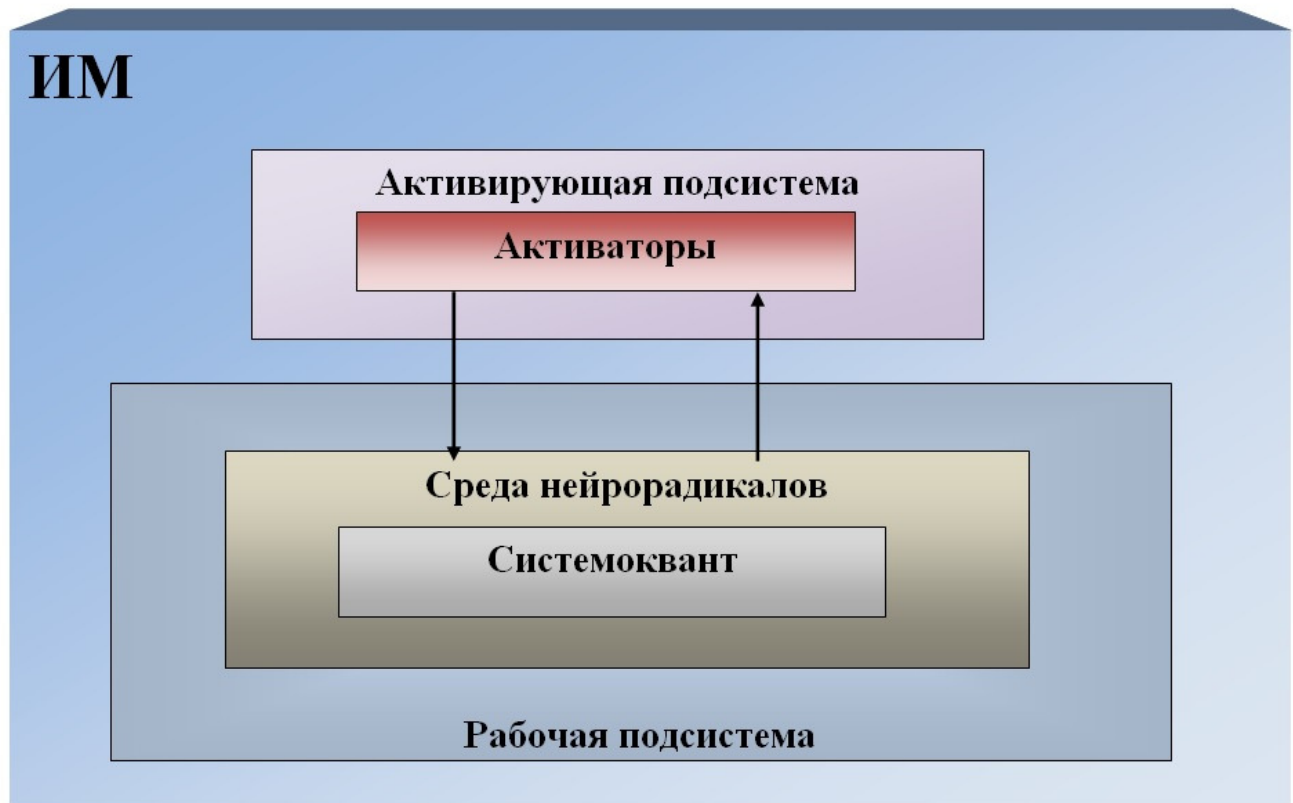 ИМ
Активирующая подсистема
Активаторы
Среда нейрорадикалов
Системоквант
Рабочая подсистема